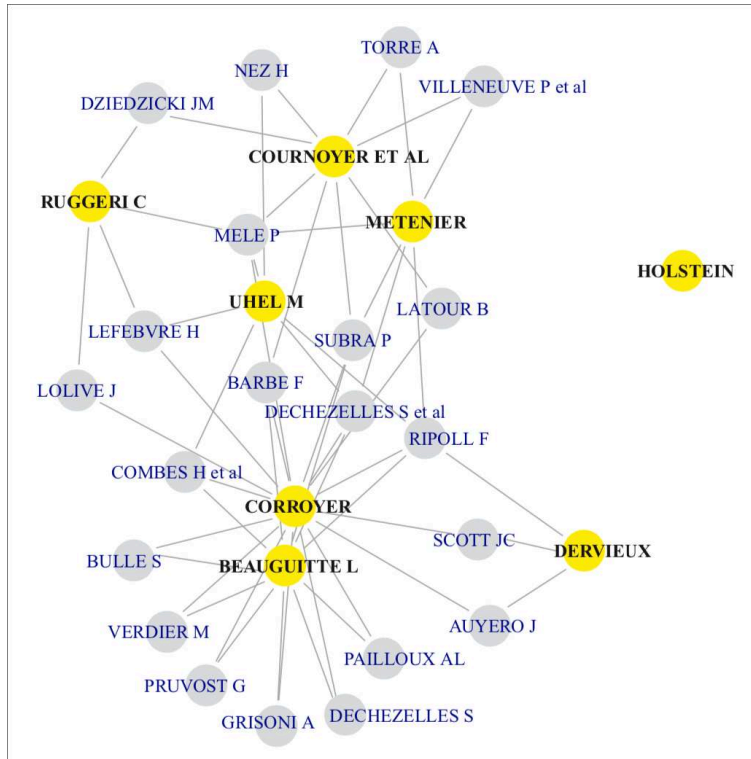 TORRE A
NEZ H
VILLENEUVE P et al
DZIEDZICKI JM
COURNOYER ET AL
RUGGERI C
METENIER
MELE P
HOLSTEIN
UHEL M
LATOUR B
LEFEBVRE H
SUBRA P
BARBE F
LOLIVE J
DECHEZELLES S et al
RIPOLL F
COMBES H et al
CORROYER
SCOTT JC
DERVIEUX
BULLE S
BEAUGUITTE L
VERDIER M
AUYERO J
PAILLOUX AL
PRUVOST G
GRISONI A
DECHEZELLES S